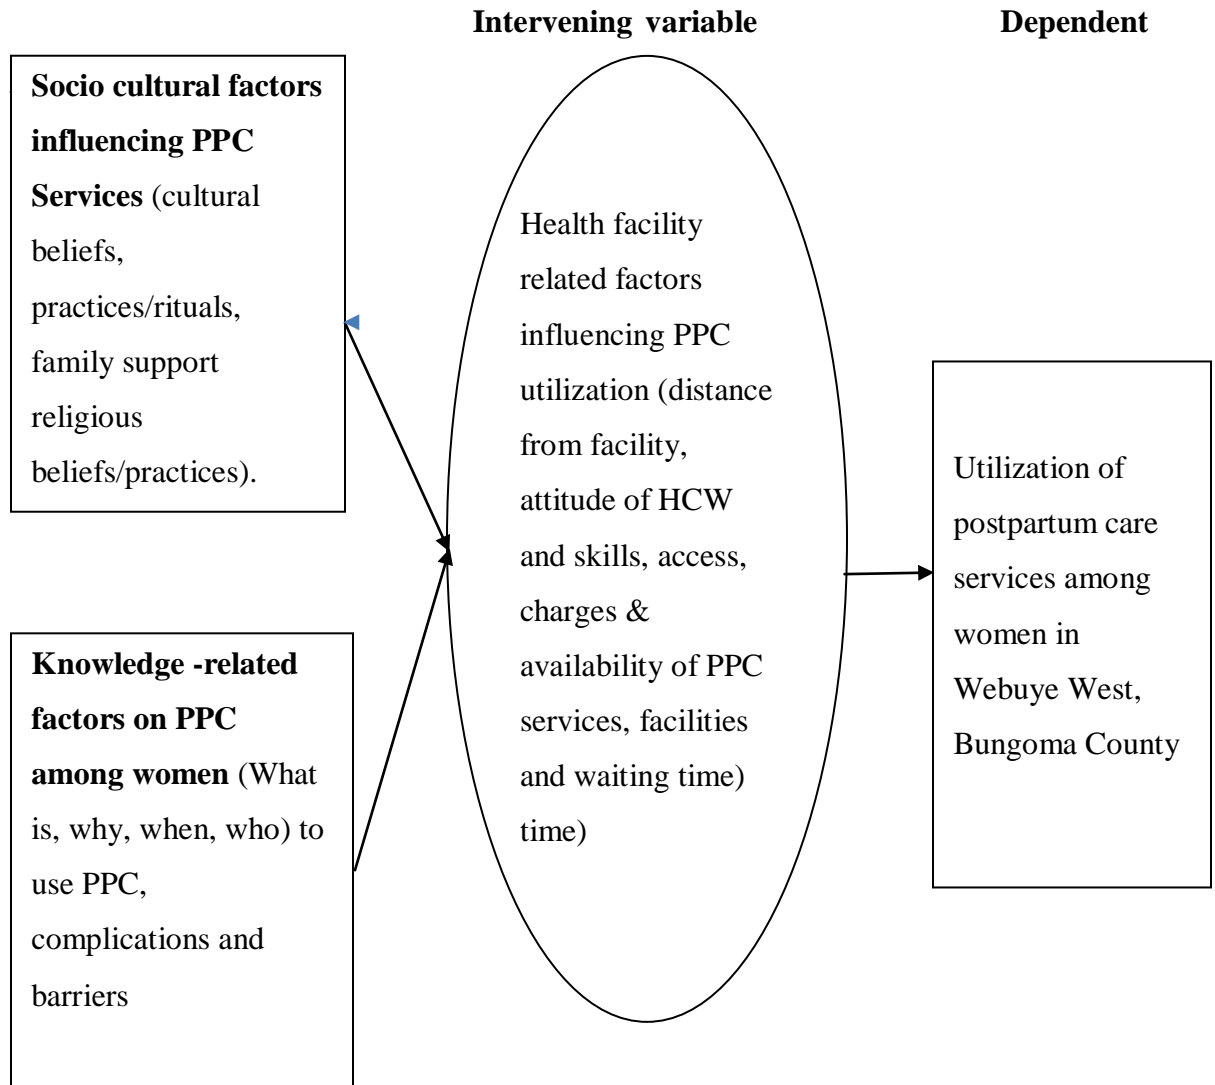 Intervening variable
Dependent
Socio cultural factors
influencing PPC
Services (cultural
beliefs,
practices/rituals,
family support
religious
beliefs/practices).
Knowledge -related
factors on PPC
among women (What
is, why, when, who) to
use PPC,
complications and
barriers
Health facility
related factors
influencing PPC
utilization (distance
from facility,
attitude of HCW
and skills, access,
charges &
availability of PPC
services, facilities
and waiting time)
time)
Utilization of
postpartum care
services among
women in
Webuye West,
Bungoma County